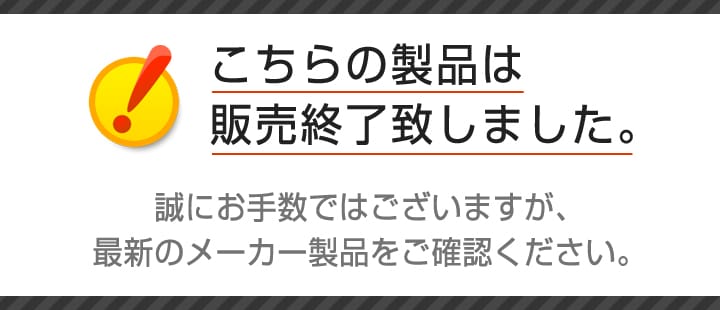 こちらの製品は
販売終了致しました。
誠にお手数ではございますが、
最新のメーカー製品をご確認ください。